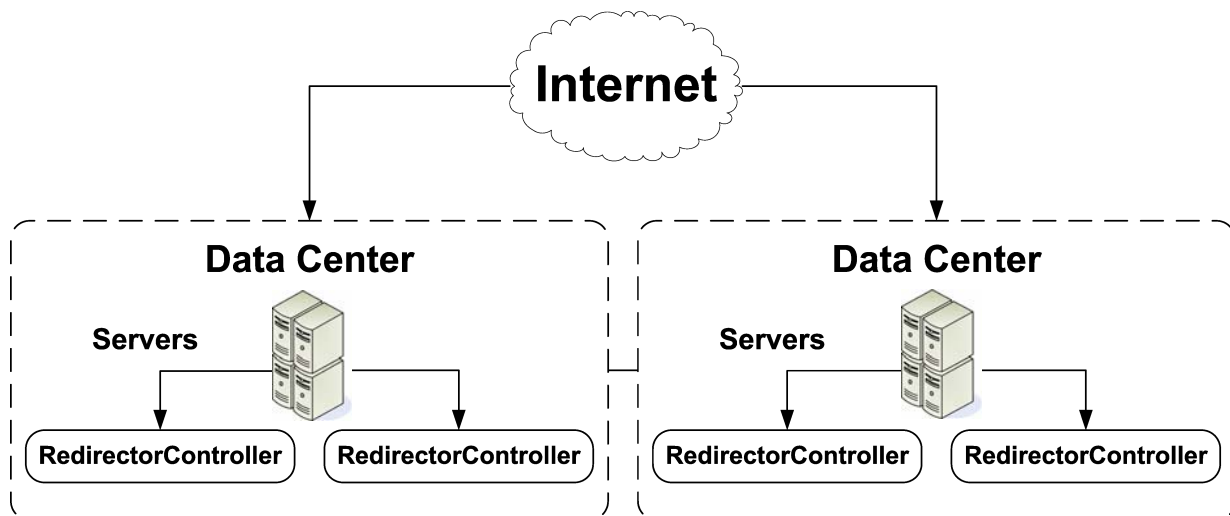 Internet
Data Center
Data Center
Servers
Servers
RedirectorController
RedirectorController
RedirectorController
RedirectorController